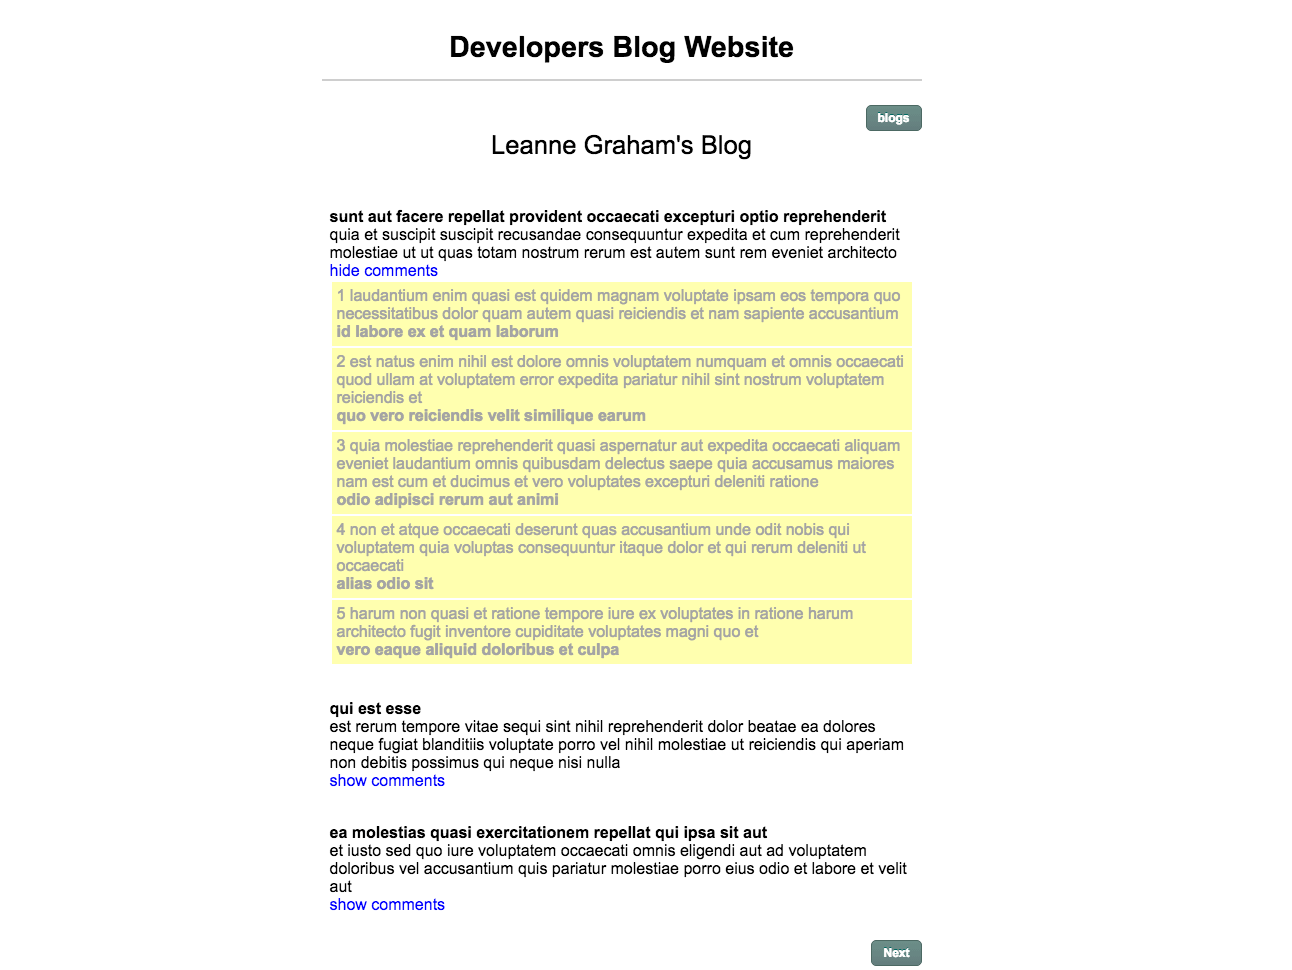 Developers Blog Website
blogs
Leanne Graham's Blog
sunt aut facere repellat provident occaecati excepturi optio reprehenderit
quia et suscipit suscipit recusandae consequuntur expedita et cum reprehenderit
molestiae ut ut quas totam nostrum rerum est autem sunt rem eveniet architecto
hide comments
1 laudantium enim quasi est quidem magnam voluptate ipsam eos tempora quo
necessitatibus dolor quam autem quasi reiciendis et nam sapiente accusantium
id labore ex et quam laborum
2 est natus enim nihil est dolore omnis voluptatem numquam et omnis occaecati
quod ullam at voluptatem error expedita pariatur nihil sint nostrum voluptatem
reiciendis et
quo vero reiciendis velit similique earum
3 quia molestiae reprehenderit quasi aspernatur aut expedita occaecati aliquam
eveniet laudantium omnis quibusdam delectus saepe quia accusamus maiores
nam est cum et ducimus et vero voluptates excepturi deleniti ratione
odio adipisci rerum aut animi
4 non et atque occaecati deserunt quas accusantium unde odit nobis qui
voluptatem quia voluptas consequuntur itaque dolor et qui rerum deleniti ut
occaecati
alias odio sit
5 harum non quasi et ratione tempore iure ex voluptates in ratione harum
architecto fugit inventore cupiditate voluptates magni quo et
vero eaque aliquid doloribus et culpa
qui est esse
est rerum tempore vitae sequi sint nihil reprehenderit dolor beatae ea dolores
neque fugiat blanditiis voluptate porro vel nihil molestiae ut reiciendis qui aperiam
non debitis possimus qui neque nisi nulla
show comments
ea molestias quasi exercitationem repellat qui ipsa sit aut
et iusto sed quo iure voluptatem occaecati omnis eligendi aut ad voluptatem
doloribus vel accusantium quis pariatur molestiae porro eius odio et labore et velit
aut
show comments
Next